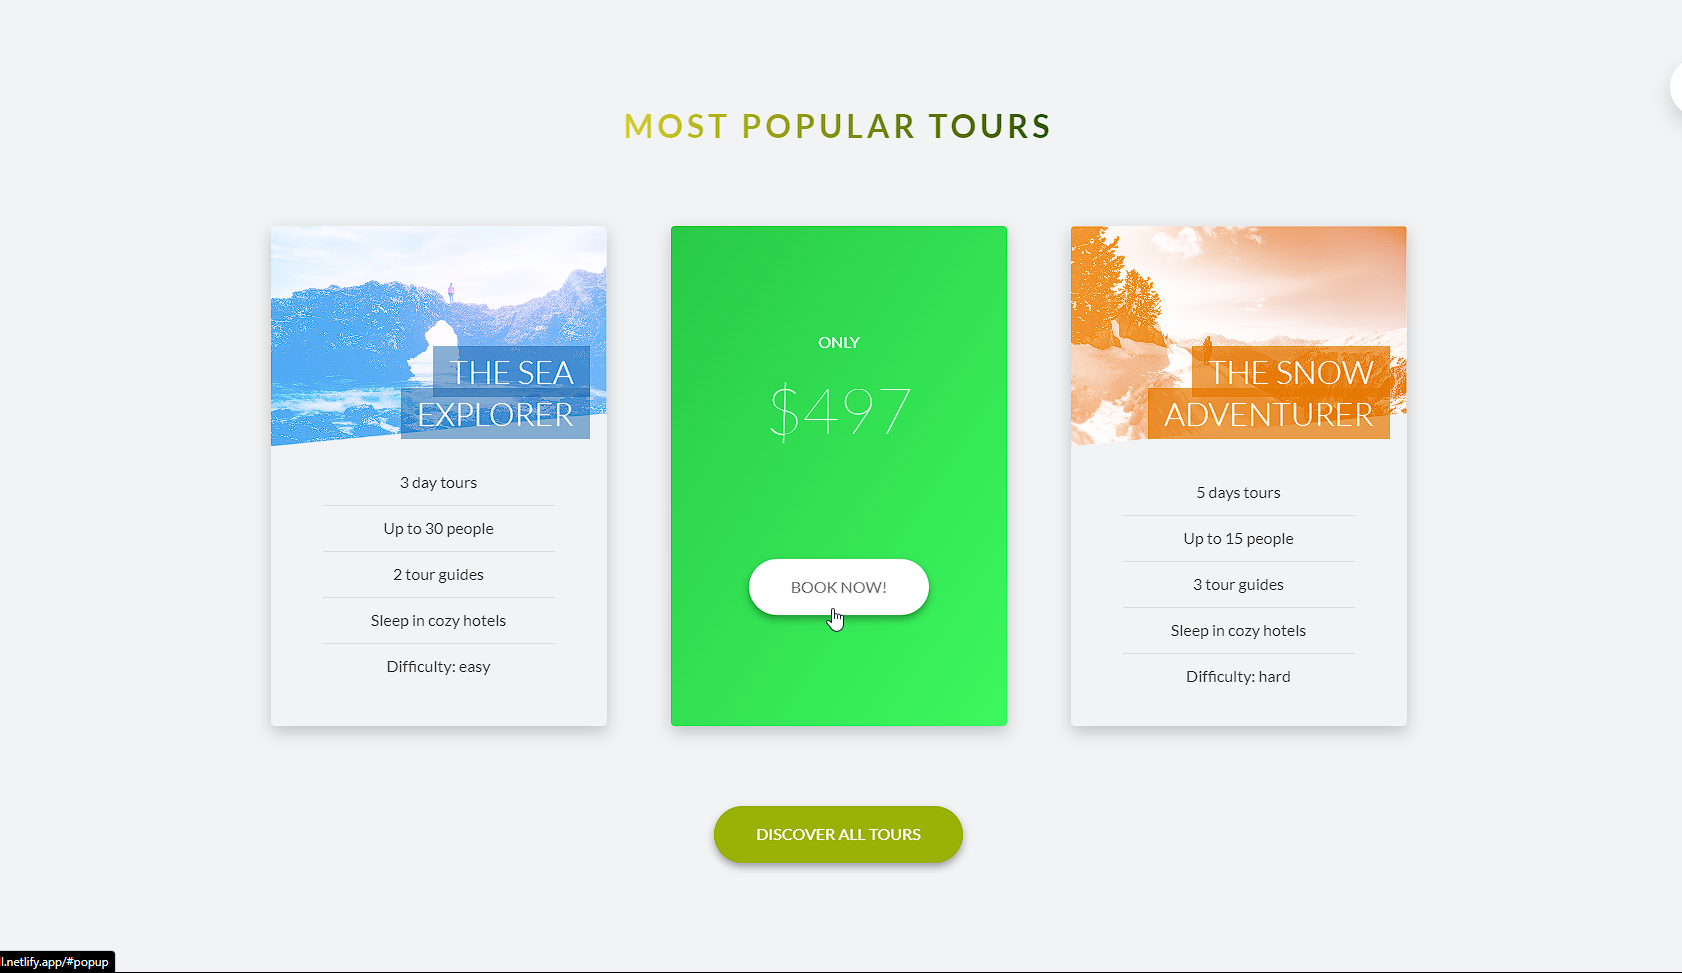 MOST POPULAR TOURS
THE SEA
EXPLORER
3 day tours
Up to 30 people
2 tour guides
Sleep in cozy hotels
Difficulty: easy
ONLY
$497
BOOK NOW!
THE SNOW
ADVENTURER
5 days tours
Up to 15 people
3 tour guides
Sleep in cozy hotels
Difficulty: hard
DISCOVER ALL TOURS
l.netlify.app/#popup